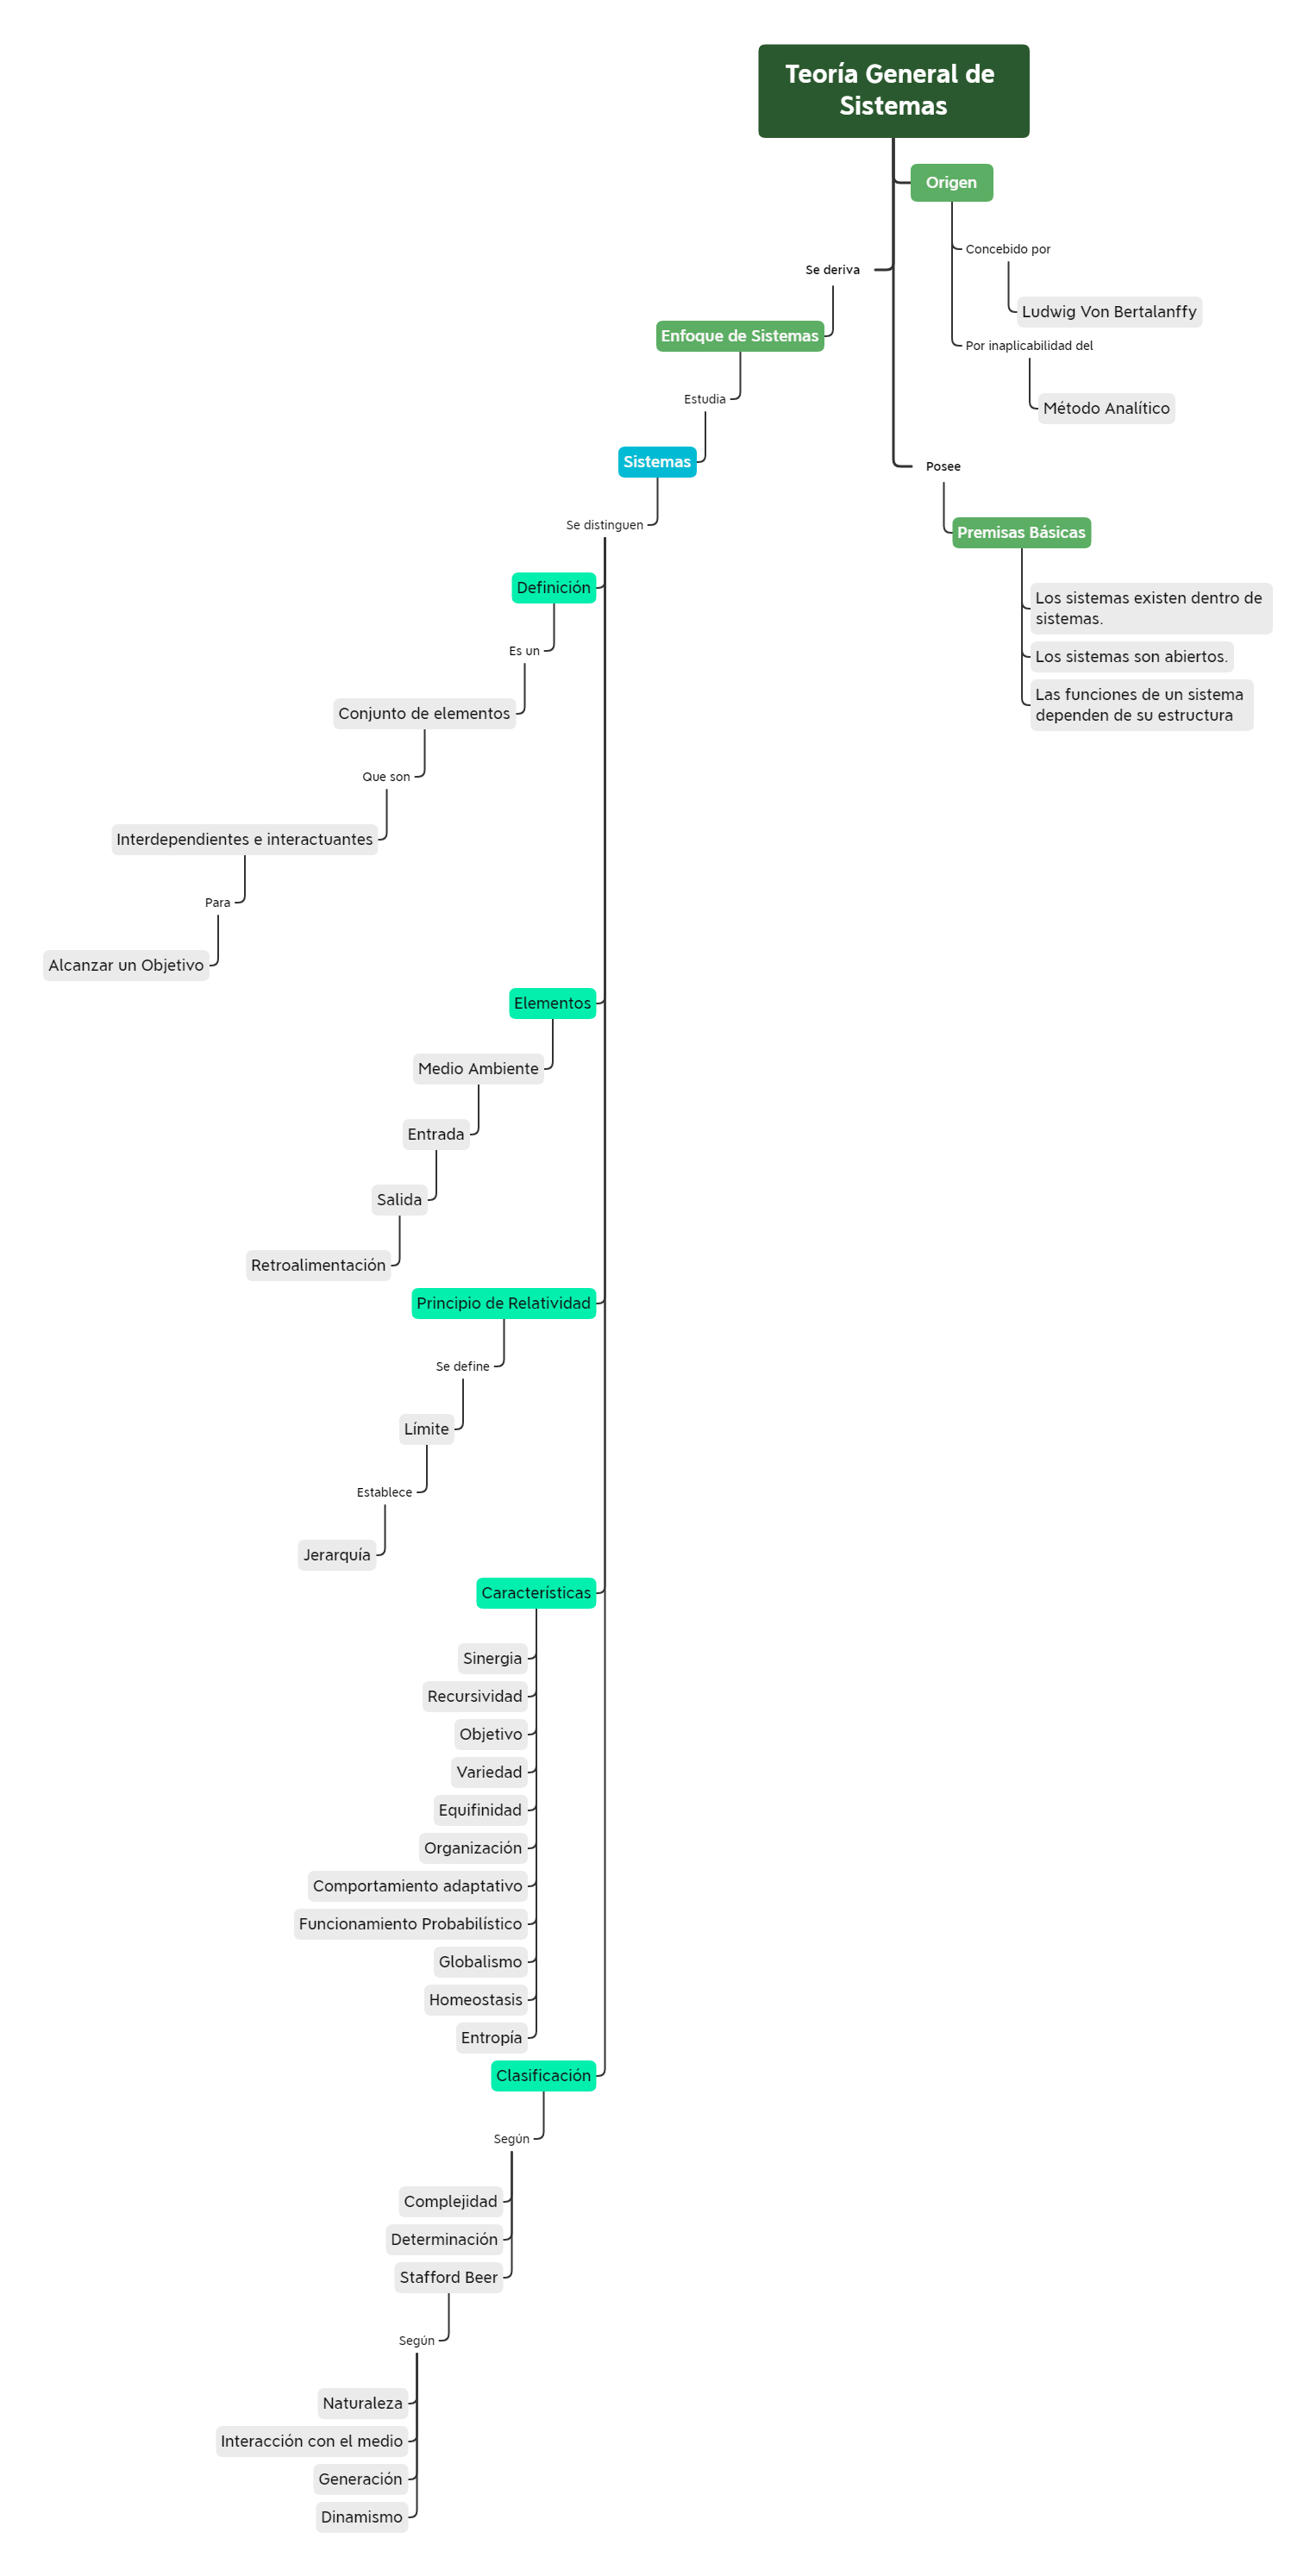 Teoría General de
Sistemas
Origen
Concebido por
Ludwig Von Bertalanffy
Por inaplicabilidad del
Método Analítico
Se deriva
Enfoque de Sistemas
Estudia
Sistemas
Se distinguen
Definición
Es un
Conjunto de elementos
Que son
Interdependientes e interactuantes
Para
Alcanzar un Objetivo
Elementos
Medio Ambiente
Entrada
Salida
Retroalimentación
Principio de Relatividad
Se define
Límite
Establece
Jerarquía
Características
Sinergia
Recursividad
Objetivo
Variedad
Equifinidad
Organización
Comportamiento adaptativo
Funcionamiento Probabilístico
Globalismo
Homeostasis
Entropía
Clasificación
Según
Complejidad
Determinación
Stafford Beer
Según
Naturaleza
Interacción con el medio
Generación
Dinamismo
Posee
Premisas Básicas
Los sistemas existen dentro de
sistemas.
Los sistemas son abiertos.
Las funciones de un sistema
dependen de su estructura